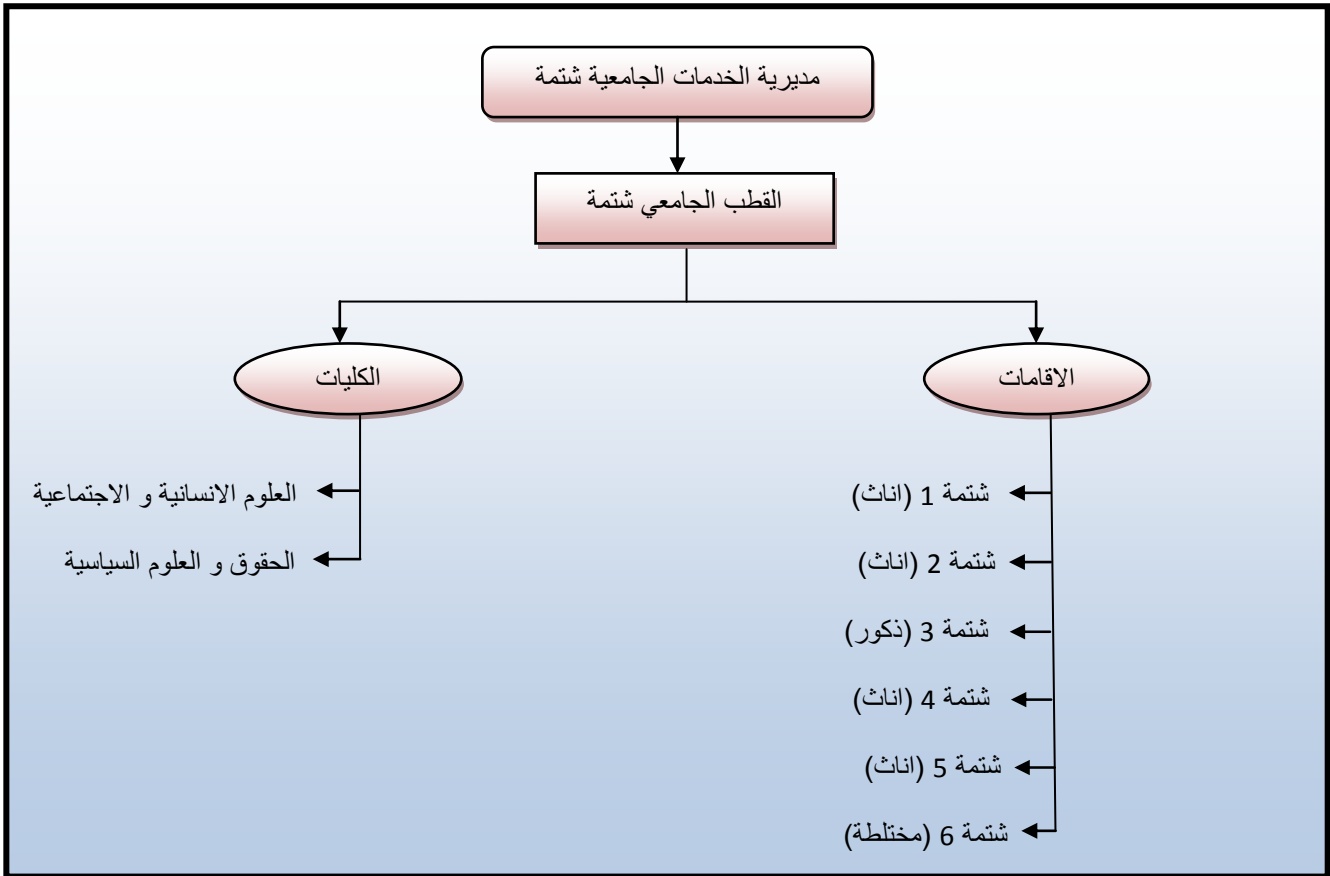 مديرية الخدمات الجامعية شتمة
القطب الجامعي شتمة
الاقامات
شتمة 1 (اناث)
شتمة 2 (اناث)
شتمة 3 (ذكور)
شتمة 4 (اناث)
شتمة 5 (اناث)
شتمة 6 (مختلطة)
الكليات
العلوم الانسانية و الاجتماعية
الحقوق و العلوم السياسية